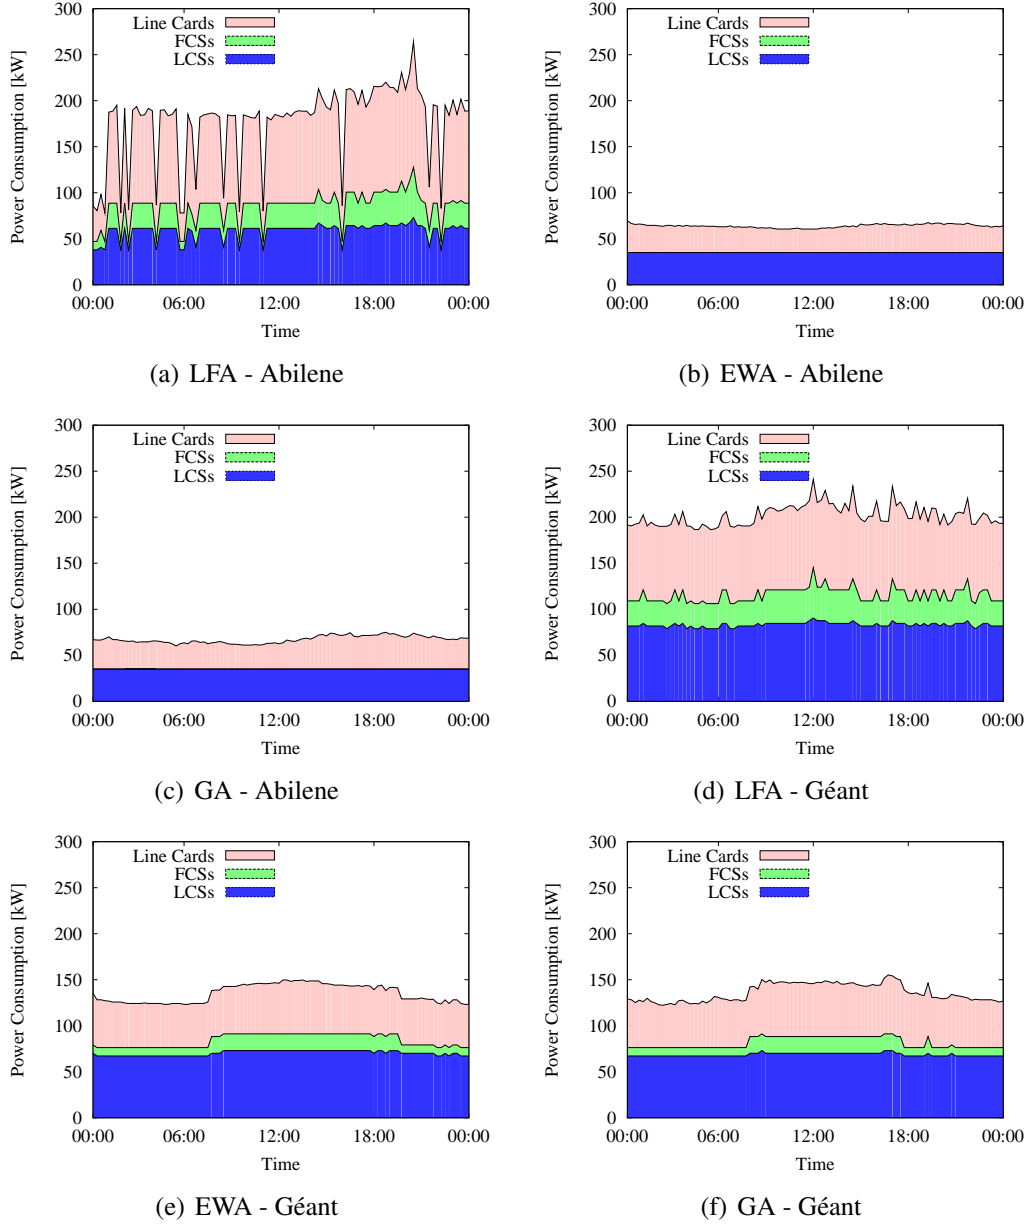 Power Consumption [kW]
300
250
200
150
100
50
0
Line Cards
FCSs
LCSs
00:00 06:00 12:00 18:00 00:00
Time
(a) LFA - Abilene
Power Consumption [kW]
300
250
200
150
100
50
0
Line Cards
FCSs
LCSs
00:00 06:00 12:00 18:00 00:00
Time
(b) EWA - Abilene
Power Consumption [kW]
300
250
200
150
100
50
0
Line Cards
FCSs
LCSs
00:00 06:00 12:00 18:00 00:00
Time
(c) GA - Abilene
Power Consumption [kW]
300
250
200
150
100
50
0
Line Cards
FCSs
LCSs
00:00 06:00 12:00 18:00 00:00
Time
(d) LFA - Géant
Power Consumption [kW]
300
250
200
150
100
50
0
Line Cards
FCSs
LCSs
00:00 06:00 12:00 18:00 00:00
Time
(e) EWA - Géant
Power Consumption [kW]
300
250
200
150
100
50
0
Line Cards
FCSs
LCSs
00:00 06:00 12:00 18:00 00:00
Time
(f) GA - Géant